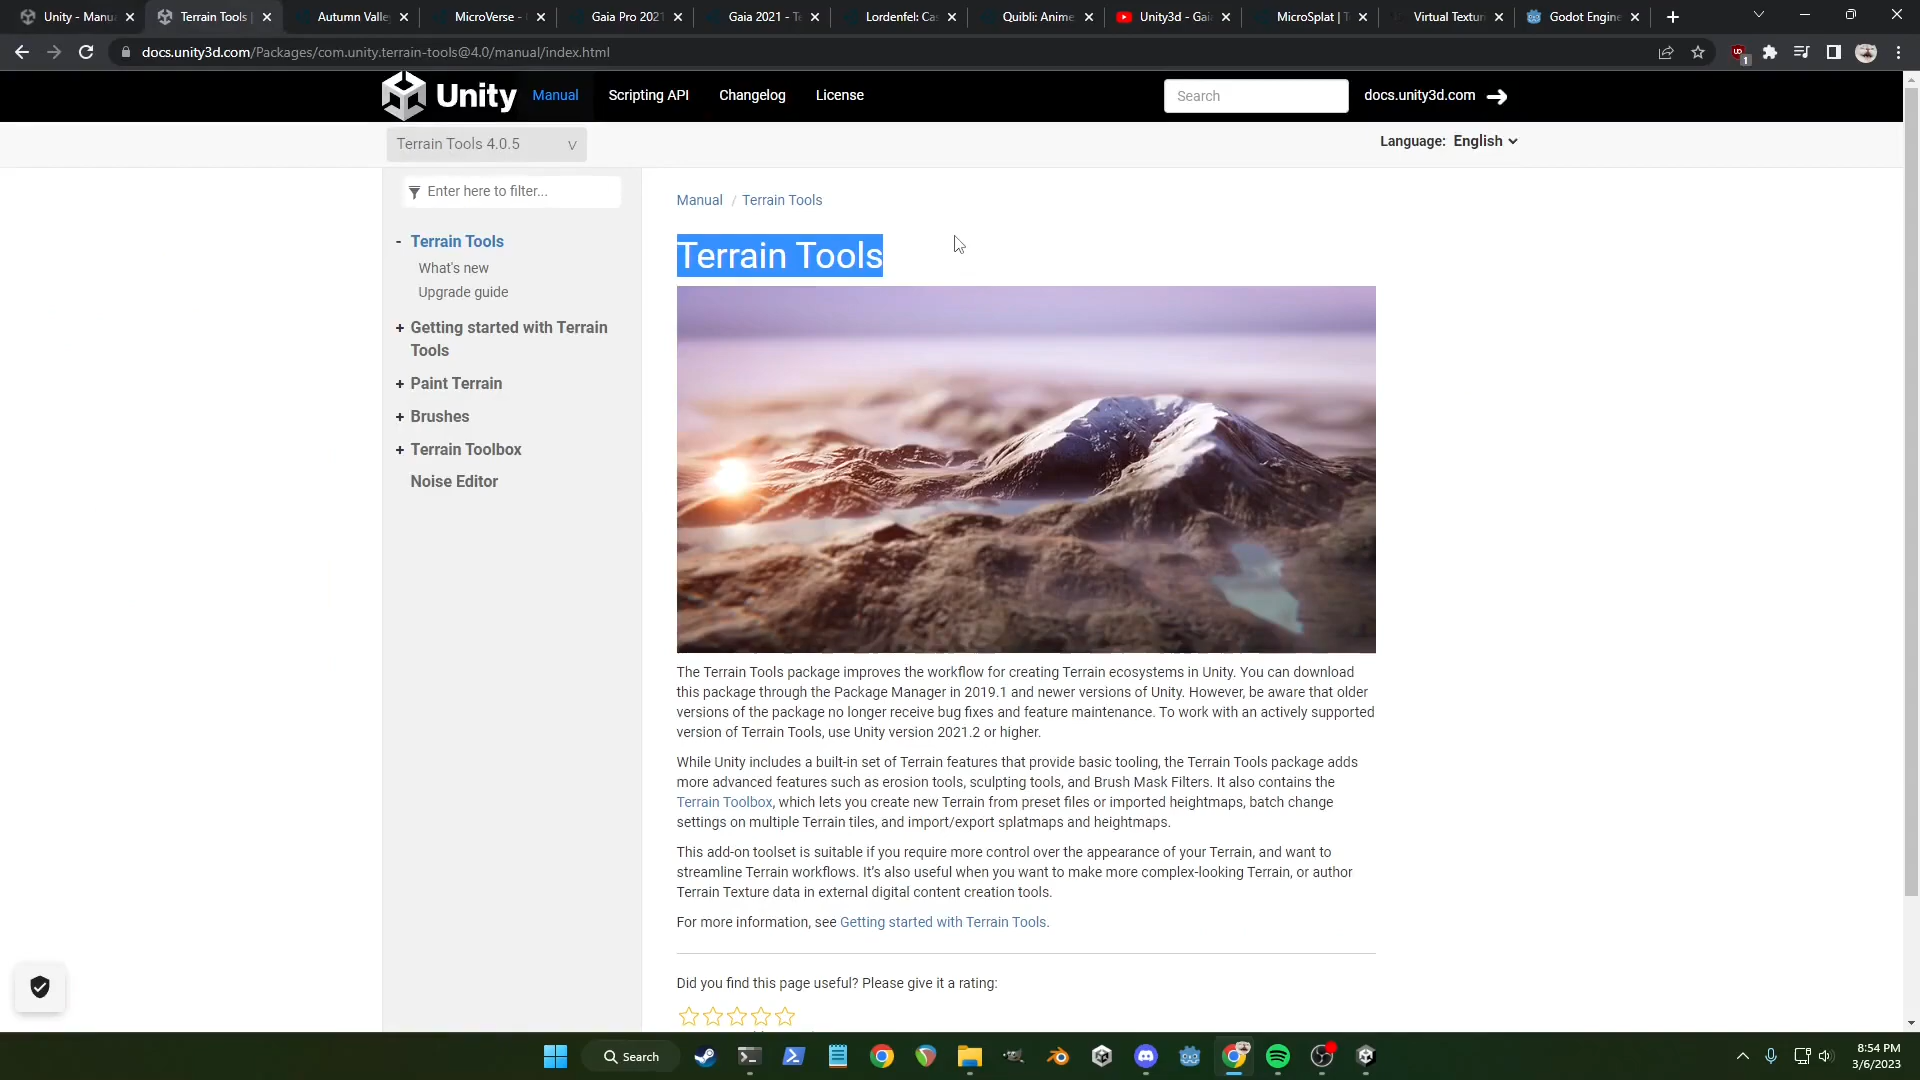 Unity - Manu
Terrain Tools |
Autumn Valle
MicroVerse -
Gaia Pro 2021
Gaia 2021 - Te
Lordenfel: Ca
Quibli: Anime
Unity3d - Gai
MicroSplat | T
Virtual Textur
Godot Engine
docs.unity3d.com/Packages/com.unity.terrain-tools@4.0/manual/index.html
1
Unity
Manual
Scripting API
Changelog
License
Search
docs.unity3d.com
Terrain Tools 4.0.5
Language: English
Enter here to filter...
Manual / Terrain Tools
- Terrain Tools
What's new
Upgrade guide
+ Getting started with Terrain
Tools
+ Paint Terrain
+ Brushes
+ Terrain Toolbox
Noise Editor
Terrain Tools
The Terrain Tools package improves the workflow for creating Terrain ecosystems in Unity. You can download
this package through the Package Manager in 2019.1 and newer versions of Unity. However, be aware that older
versions of the package no longer receive bug fixes and feature maintenance. To work with an actively supported
version of Terrain Tools, use Unity version 2021.2 or higher.
While Unity includes a built-in set of Terrain features that provide basic tooling, the Terrain Tools package adds
more advanced features such as erosion tools, sculpting tools, and Brush Mask Filters. It also contains the
Terrain Toolbox, which lets you create new Terrain from preset files or imported heightmaps, batch change
settings on multiple Terrain tiles, and import/export splatmaps and heightmaps.
This add-on toolset is suitable if you require more control over the appearance of your Terrain, and want to
streamline Terrain workflows. It's also useful when you want to make more complex-looking Terrain, or author
Terrain Texture data in external digital content creation tools.
For more information, see Getting started with Terrain Tools.
Did you find this page useful? Please give it a rating:
Search
8:54 PM
3/6/2023